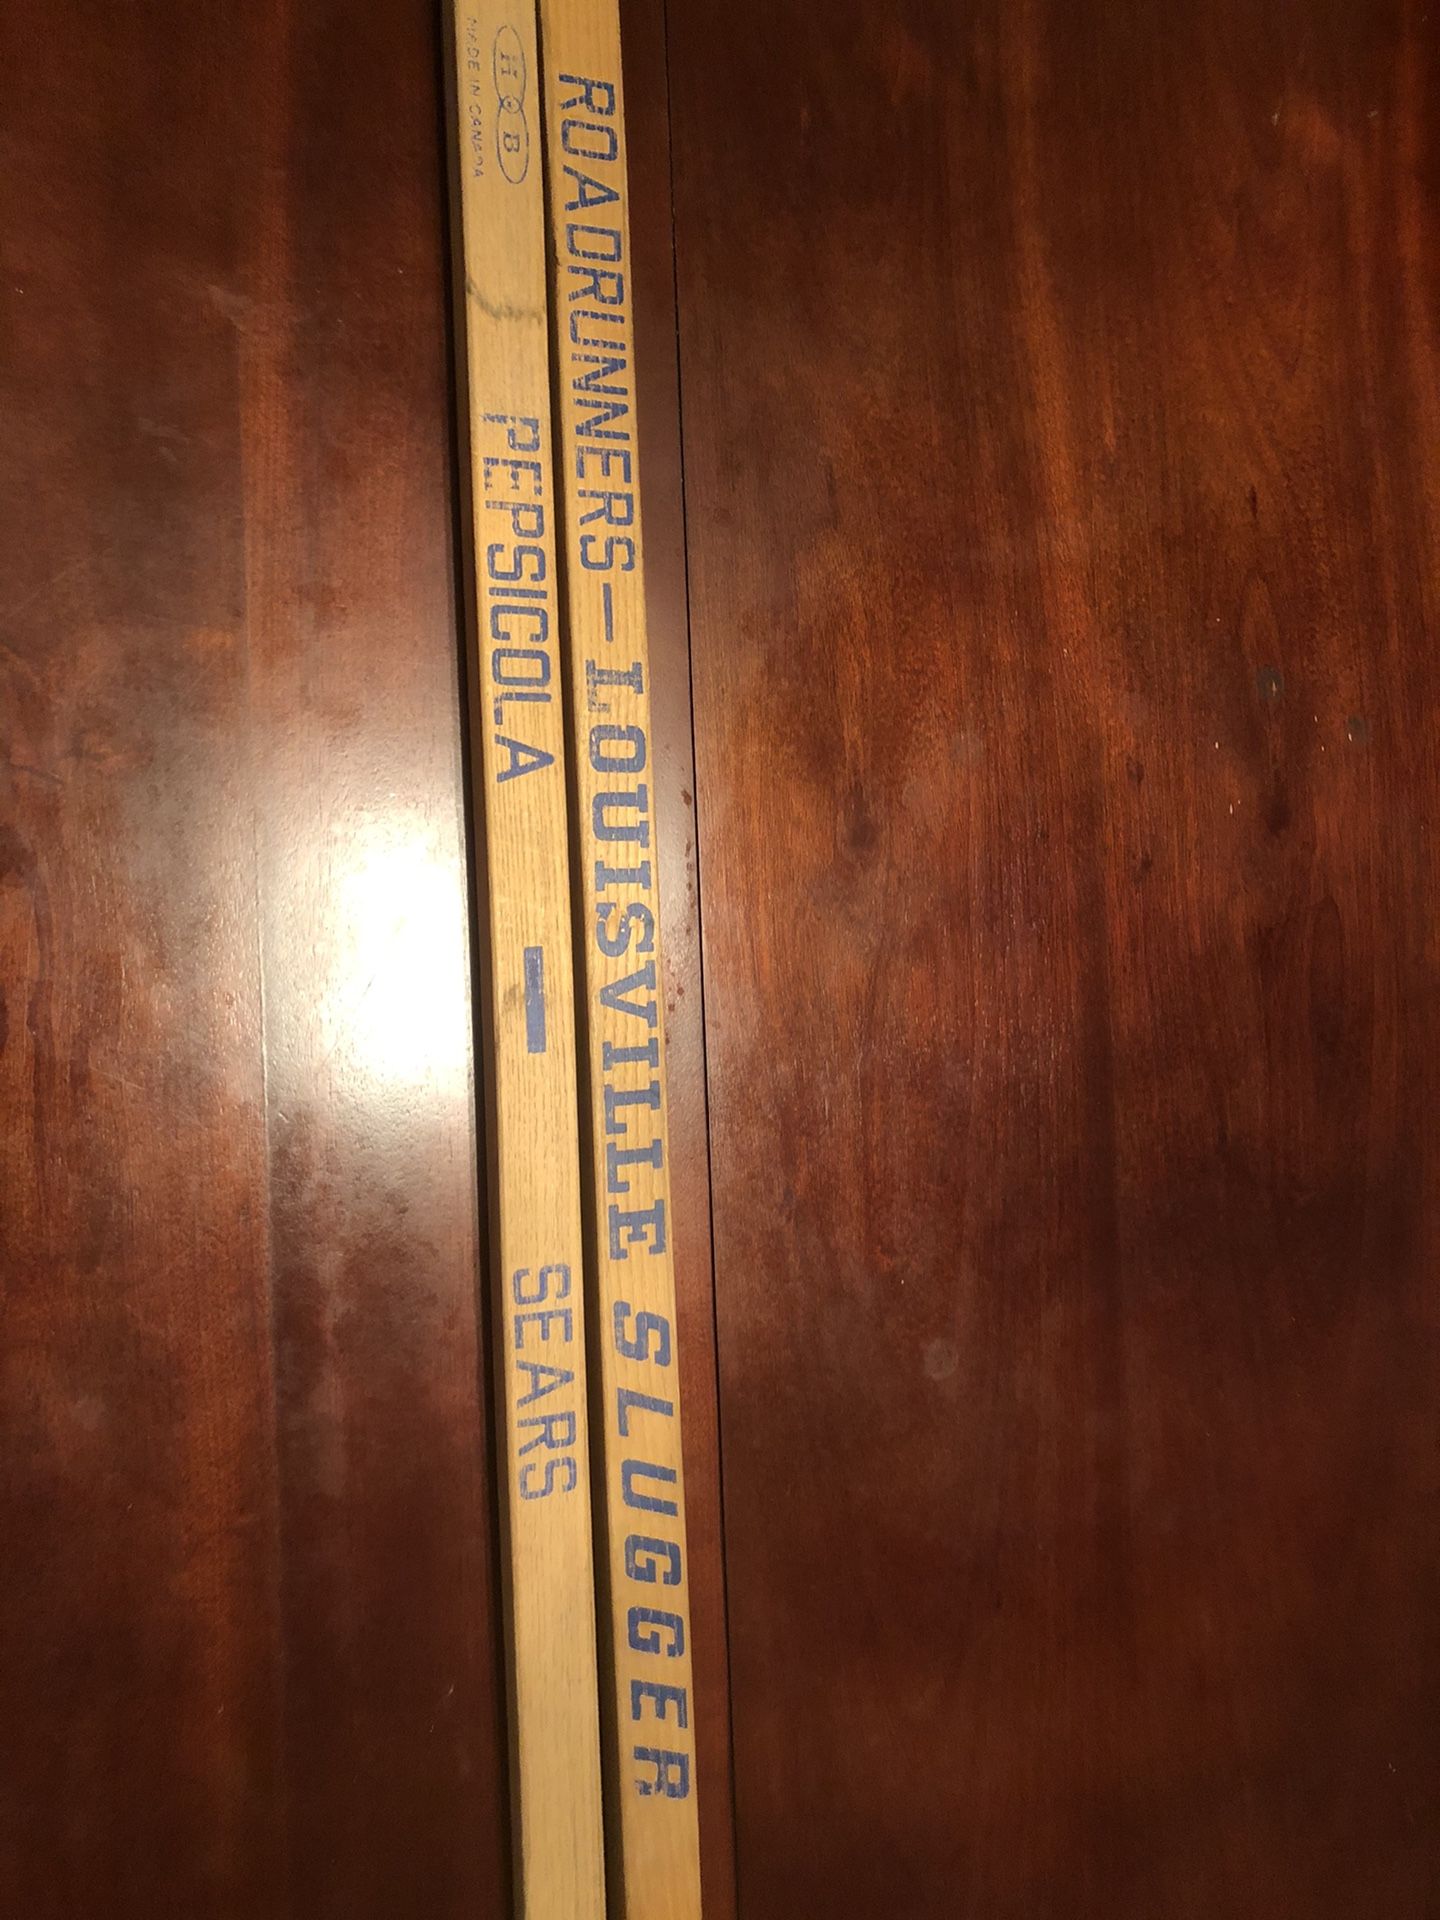 ROADRUNNERS—LOUISVILLE SLUGGER
H B
MADE IN CANADA
PEPSICOLA — SEARS